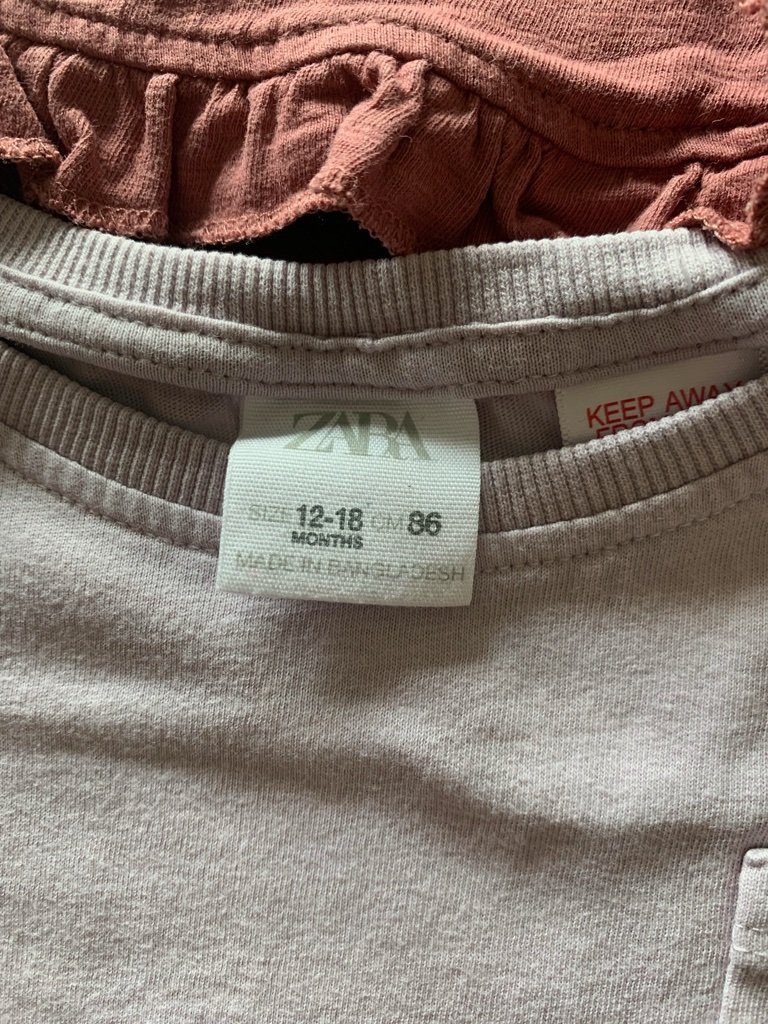 ZARA
SIZE 12-18 CM 86
MONTHS
MADE IN BANGLADESH
KEEP AWAY